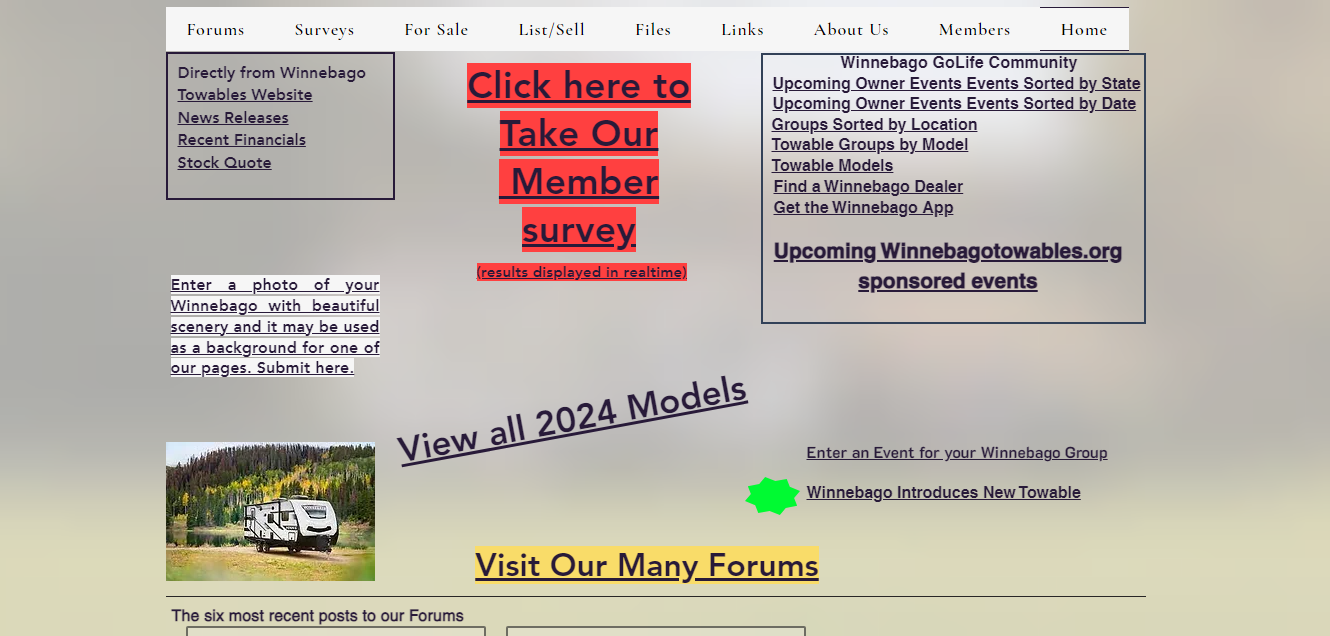 Forums Surveys For Sale List/Sell Files Links About Us Members Home
Directly from Winnebago
Towables Website
News Releases
Recent Financials
Stock Quote
Click here to
Take Our
Member
survey
(results displayed in realtime)
Winnebago GoLife Community
Upcoming Owner Events Events Sorted by State
Upcoming Owner Events Events Sorted by Date
Groups Sorted by Location
Towable Groups by Model
Towable Models
Find a Winnebago Dealer
Get the Winnebago App
Upcoming Winnebagotowables.org
sponsored events
Enter a photo of your
Winnebago with beautiful
scenery and it may be used
as a background for one of
our pages. Submit here.
View all 2024 Models
Enter an Event for your Winnebago Group
Winnebago Introduces New Towable
Visit Our Many Forums
The six most recent posts to our Forums